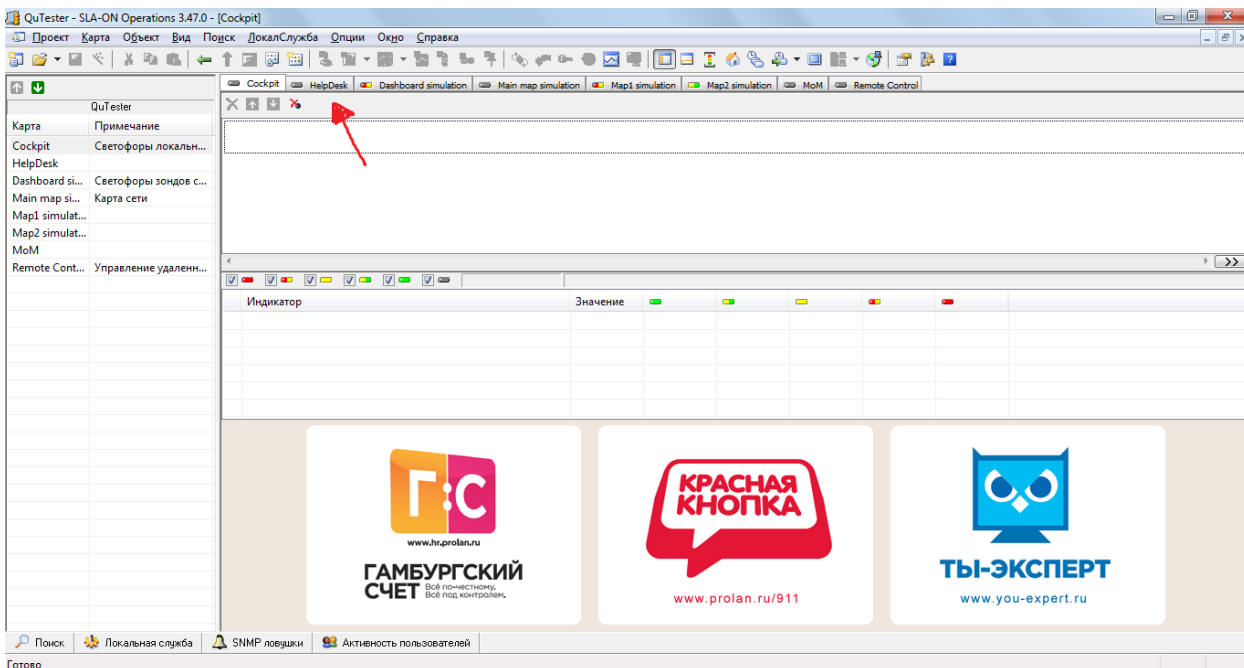 QuTester - SLA-ON Operations 3.47.0 - [Cockpit]
Проект Карта Объект Вид Поиск ЛокалСлужба Опции Окно Справка
Cockpit HelpDesk Dashboard simulation Main map simulation Map1 simulation Map2 simulation MoM Remote Control
QuTester
Карта Примечание
Cockpit Светофоры локальн...
HelpDesk
Dashboard si... Светофоры зондов с...
Main map si... Карта сети
Map1 simulat...
Map2 simulat...
MoM
Remote Cont... Управление удаленн...
>>
Индикатор Значение
Г:С
www.hr.prolan.ru
ГАМБУРГСКИЙ
СЧЕТ Всё по-честному.
Всё под контролем.
КРАСНАЯ
КНОПКА
www.prolan.ru/911
ТЫ-ЭКСПЕРТ
www.you-expert.ru
Поиск Локальная служба SNMP ловушки Активность пользователей
Готово